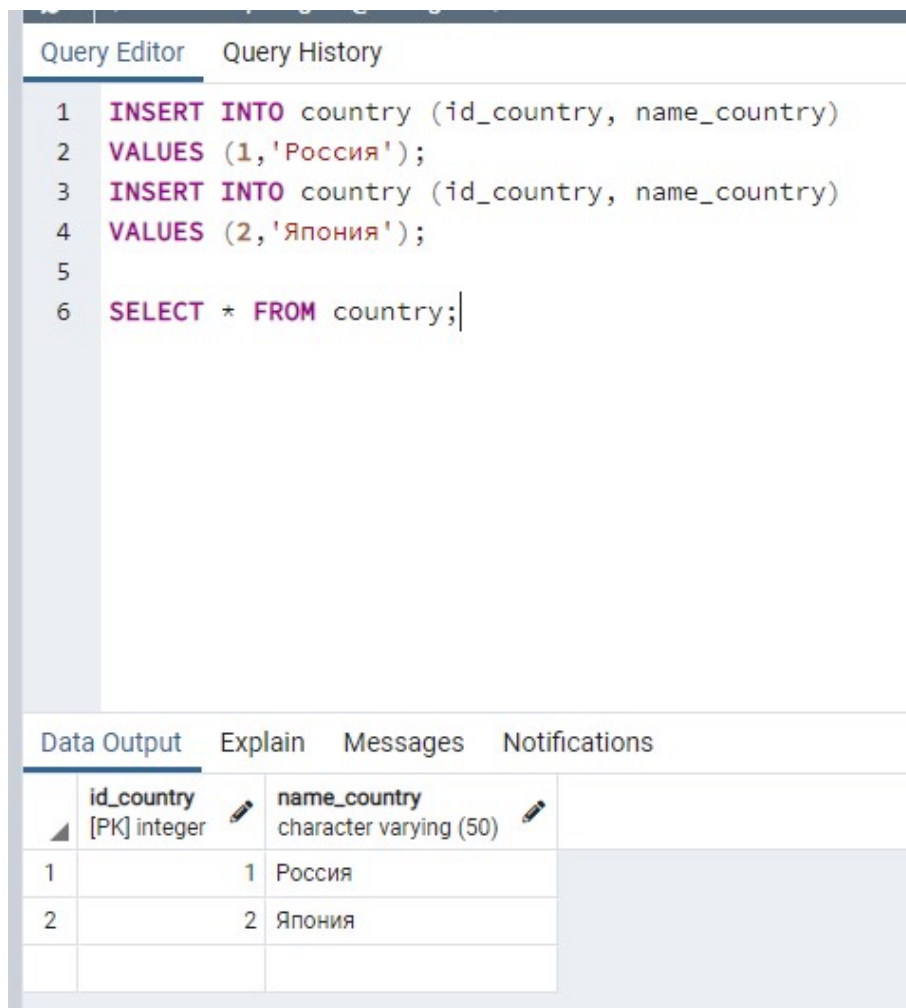 Query Editor Query History
1 INSERT INTO country (id_country, name_country)
2 VALUES (1,'Россия');
3 INSERT INTO country (id_country, name_country)
4 VALUES (2,'Япония');
5
6 SELECT * FROM country;
Data Output Explain Messages Notifications
id_country name_country
[PK] integer character varying (50)
1 1 Россия
2 2 Япония